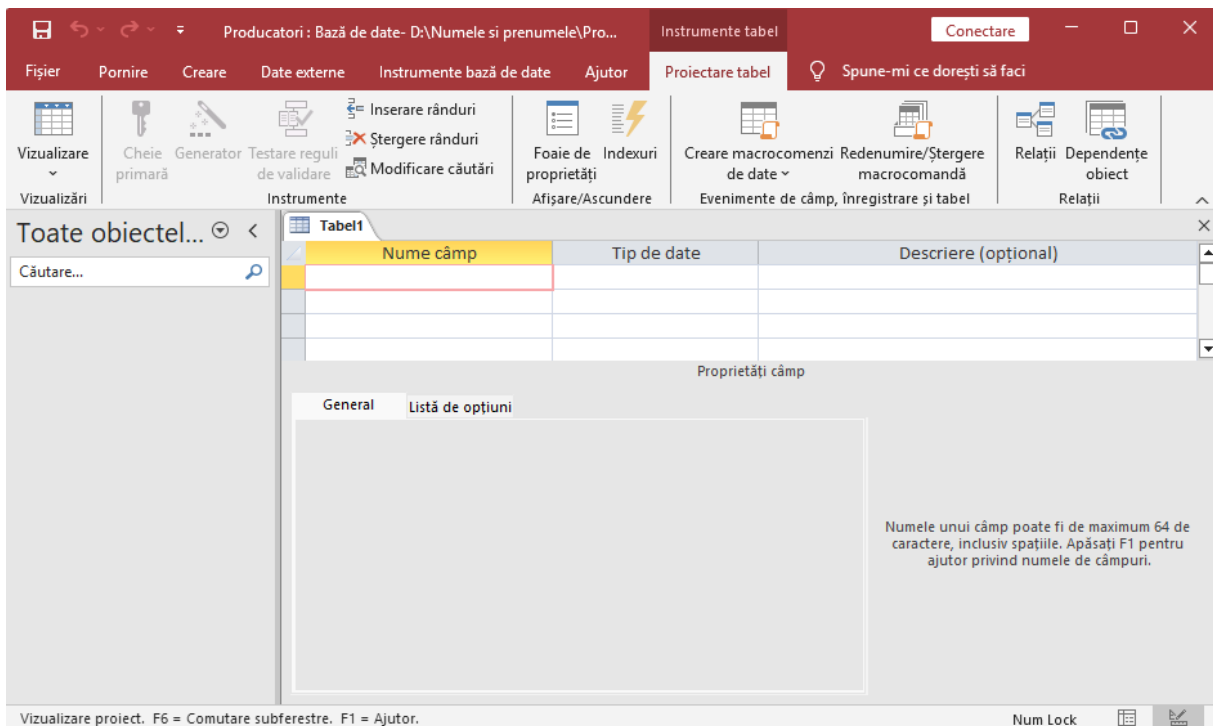 Producatori : Bază de date- D:\Numele si prenumele\Pro...
Instrumente tabel
Conectare
Fișier Pornire Creare Date externe Instrumente bază de date Ajutor Proiectare tabel Spune-mi ce dorești să faci
Vizualizare
Cheie primară
Generator
Testare reguli de validare
Inserare rânduri
Ștergere rânduri
Modificare căutări
Foaie de proprietăți
Indexuri
Creare macrocomenzi de date
Redenumire/Ștergere macrocomandă
Relații
Dependențe obiect
Vizualizări Instrumente Afișare/Ascundere Evenimente de câmp, înregistrare și tabel Relații
Toate obiectel...
Căutare...
Tabel1
Nume câmp Tip de date Descriere (opțional)
Proprietăți câmp
General Listă de opțiuni
Numele unui câmp poate fi de maximum 64 de
caractere, inclusiv spațiile. Apăsați F1 pentru
ajutor privind numele de câmpuri.
Vizualizare proiect. F6 = Comutare subferestre. F1 = Ajutor.
Num Lock